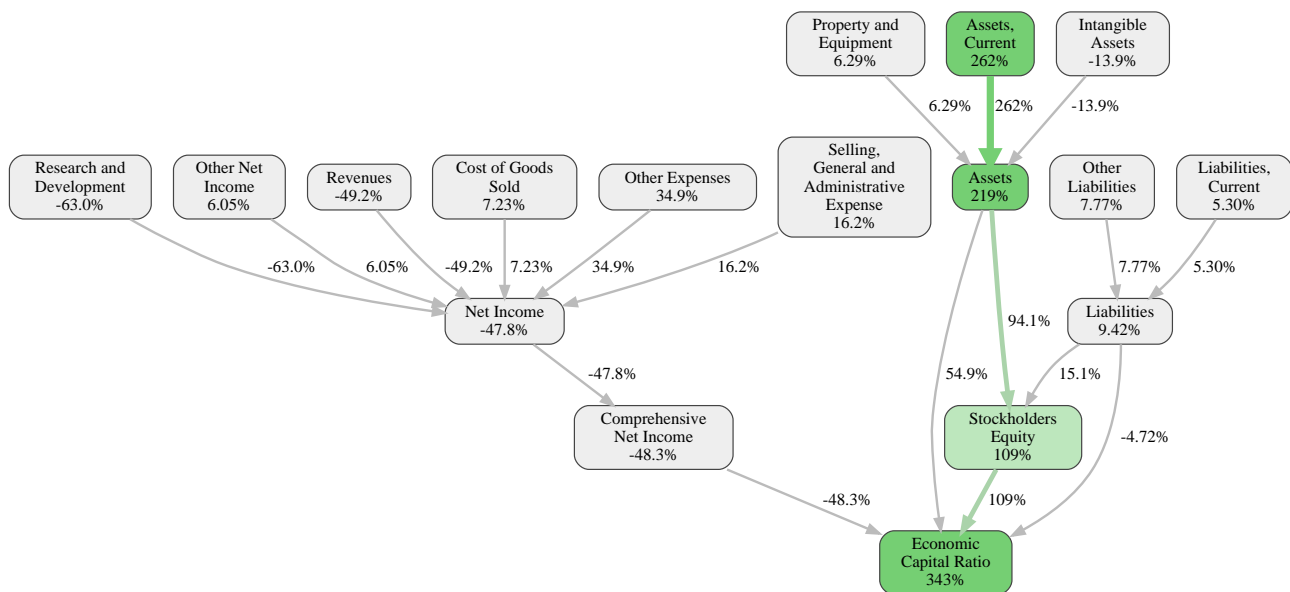 Property and
Equipment
6.29%
Assets,
Current
262%
Intangible
Assets
-13.9%
6.29%
262%
-13.9%
Research and
Development
-63.0%
Other Net
Income
6.05%
Revenues
-49.2%
Cost of Goods
Sold
7.23%
Other Expenses
34.9%
Selling,
General and
Administrative
Expense
16.2%
Assets
219%
Other
Liabilities
7.77%
Liabilities,
Current
5.30%
-63.0%
6.05%
-49.2%
7.23%
34.9%
16.2%
7.77%
5.30%
Net Income
-47.8%
94.1%
Liabilities
9.42%
-47.8%
54.9%
15.1%
Comprehensive
Net Income
-48.3%
Stockholders
Equity
109%
-4.72%
-48.3%
109%
Economic
Capital Ratio
343%